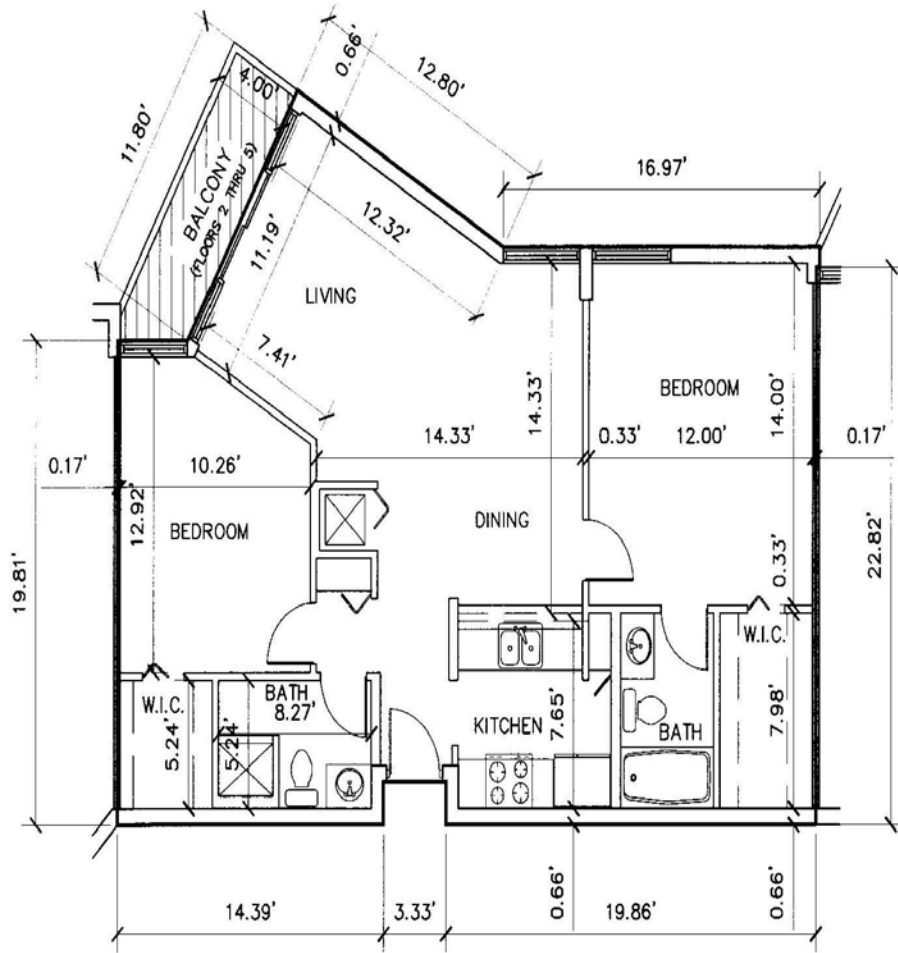 0.66'
12.80'
4.00'
11.80'
16.97'
BALCONY
(FLOORS 2 THRU 5)
12.32'
11.19'
LIVING
7.41'
14.33'
BEDROOM
14.00'
14.33'
0.33'
12.00'
0.17'
0.17'
10.26'
12.92'
BEDROOM
DINING
19.81'
0.33'
22.82'
W.I.C.
W.I.C.
BATH
8.27'
5.24'
5.24'
KITCHEN
7.65'
BATH
7.98'
14.39'
3.33'
0.66'
19.86'
0.66'